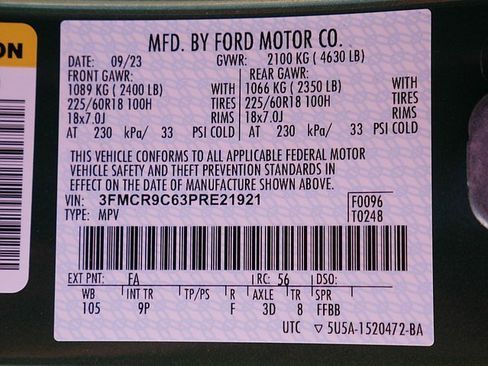 ON
MFD. BY FORD MOTOR CO.
DATE: 09/23 GVWR: 2100 KG ( 4630 LB)
FRONT GAWR: REAR GAWR:
1089 KG ( 2400 LB) WITH 1066 KG ( 2350 LB) WITH
225/60R18 100H TIRES 225/60R18 100H TIRES
18x7.0J RIMS 18x7.0J RIMS
AT 230 kPa/ 33 PSI COLD AT 230 kPa/ 33 PSI COLD
THIS VEHICLE CONFORMS TO ALL APPLICABLE FEDERAL MOTOR
VEHICLE SAFETY AND THEFT PREVENTION STANDARDS IN
EFFECT ON THE DATE OF MANUFACTURE SHOWN ABOVE.
VIN: 3FMCR9C63PRE21921 F0096
TYPE: MPV T0248
EXT PNT: FA RC: 56 DSO:
WB INT TR TP/PS R AXLE TR SPR
105 9P F 3D 8 FFBB
UTC ▽ 5U5A-1520472-BA